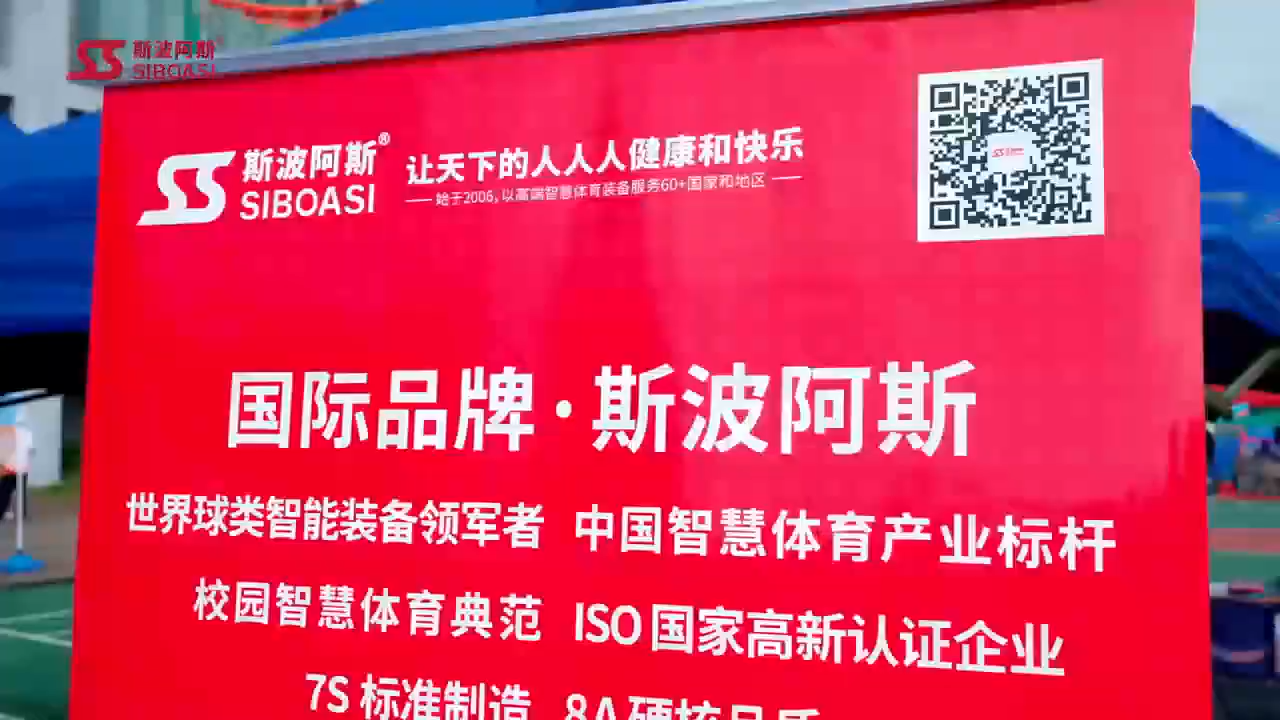 斯波阿斯
SIBOASI
斯波阿斯®
SIBOASI
让天下的人人人健康和快乐
始于2006,以高端智慧体育装备服务60+国家和地区
国际品牌·斯波阿斯
世界球类智能装备领军者 中国智慧体育产业标杆
校园智慧体育典范 ISO国家高新认证企业
7S标准制造 8A硬核品质